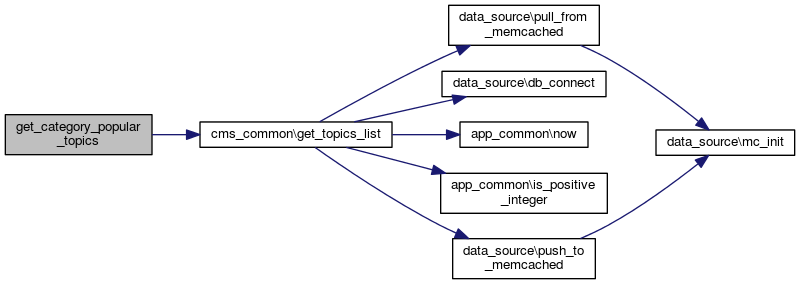 get_category_popular
_topics
cms_common\get_topics_list
data_source\pull_from
_memcached
data_source\db_connect
app_common\now
app_common\is_positive
_integer
data_source\push_to
_memcached
data_source\mc_init